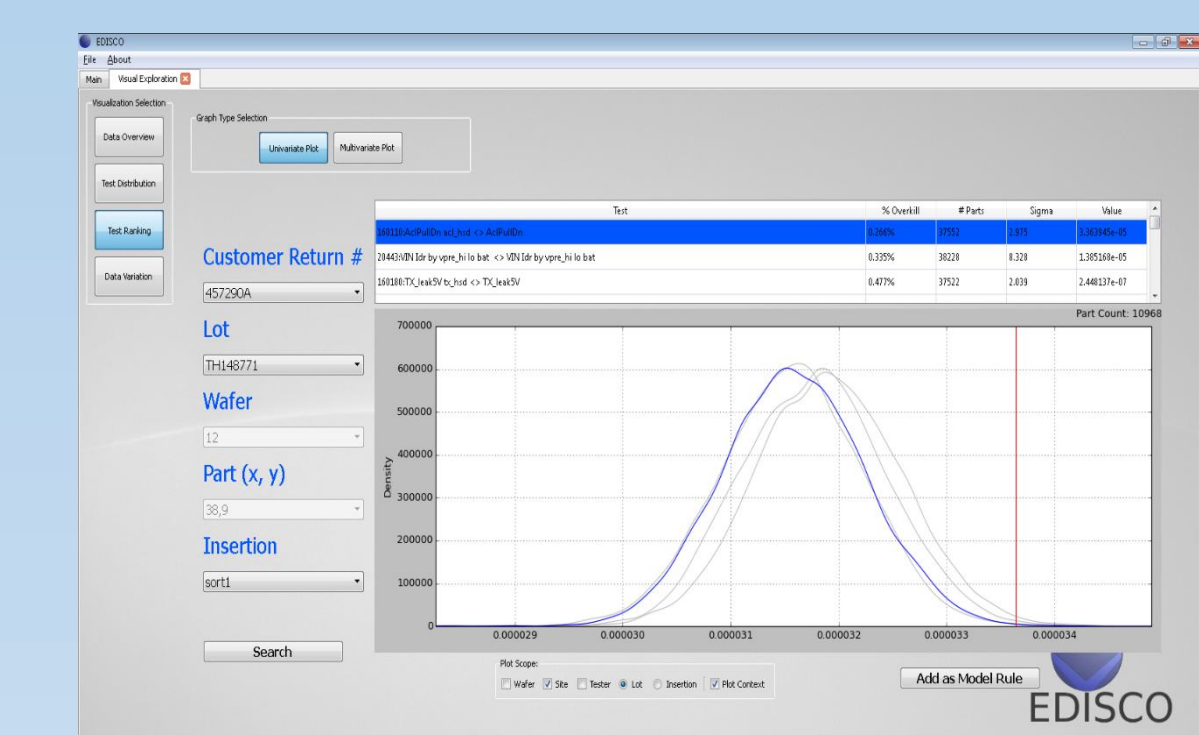 EDISCO
File About
Main Visual Exploration
Visualization Selection
Data Overview
Test Distribution
Test Ranking
Data Variation
Graph Type Selection
Univariate Plot Multivariate Plot
Customer Return #
457290A
Lot
TH148771
Wafer
12
Part (x, y)
38,9
Insertion
sort1
Search
Test % Overkill # Parts Sigma Value
160110:AclPullDn acl_hsd <> AclPullDn 0.266% 37552 2.975 3.363945e-05
20443:VIN Idr by vpre_hi lo bat <> VIN Idr by vpre_hi lo bat 0.335% 38228 8.328 1.385168e-05
160180:TX_leak5V tx_hsd <> TX_leak5V 0.477% 37522 2.039 2.448137e-07
Part Count: 10968
700000
600000
500000
400000
300000
200000
100000
0
Density
0.000029 0.000030 0.000031 0.000032 0.000033 0.000034
Plot Scope:
Wafer Site Tester Lot Insertion Plot Context
Add as Model Rule
EDISCO